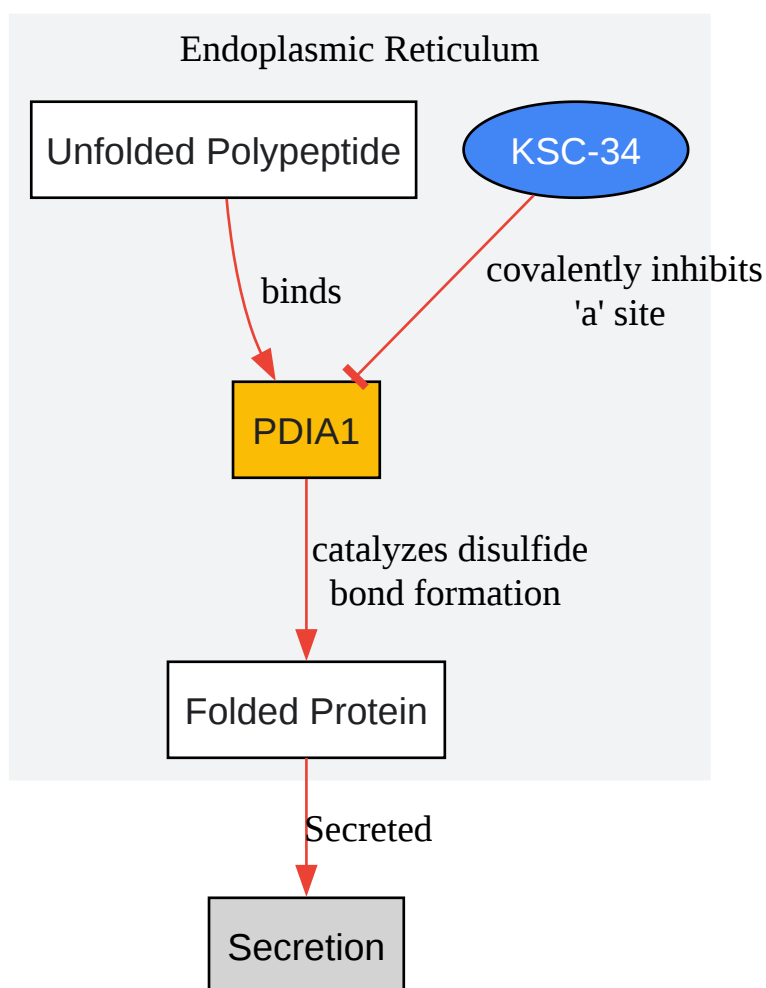 Endoplasmic Reticulum
Unfolded Polypeptide
KSC-34
binds
covalently inhibits
'a' site
PDIA1
catalyzes disulfide
bond formation
Folded Protein
Secreted
Secretion